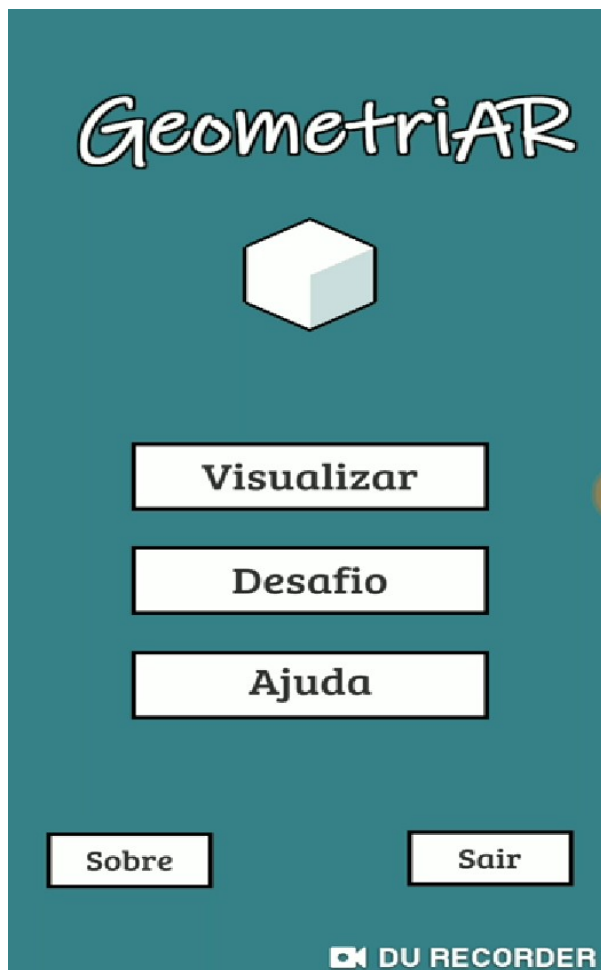 GeometriAR
Visualizar
Desafio
Ajuda
Sobre
Sair
DU RECORDER